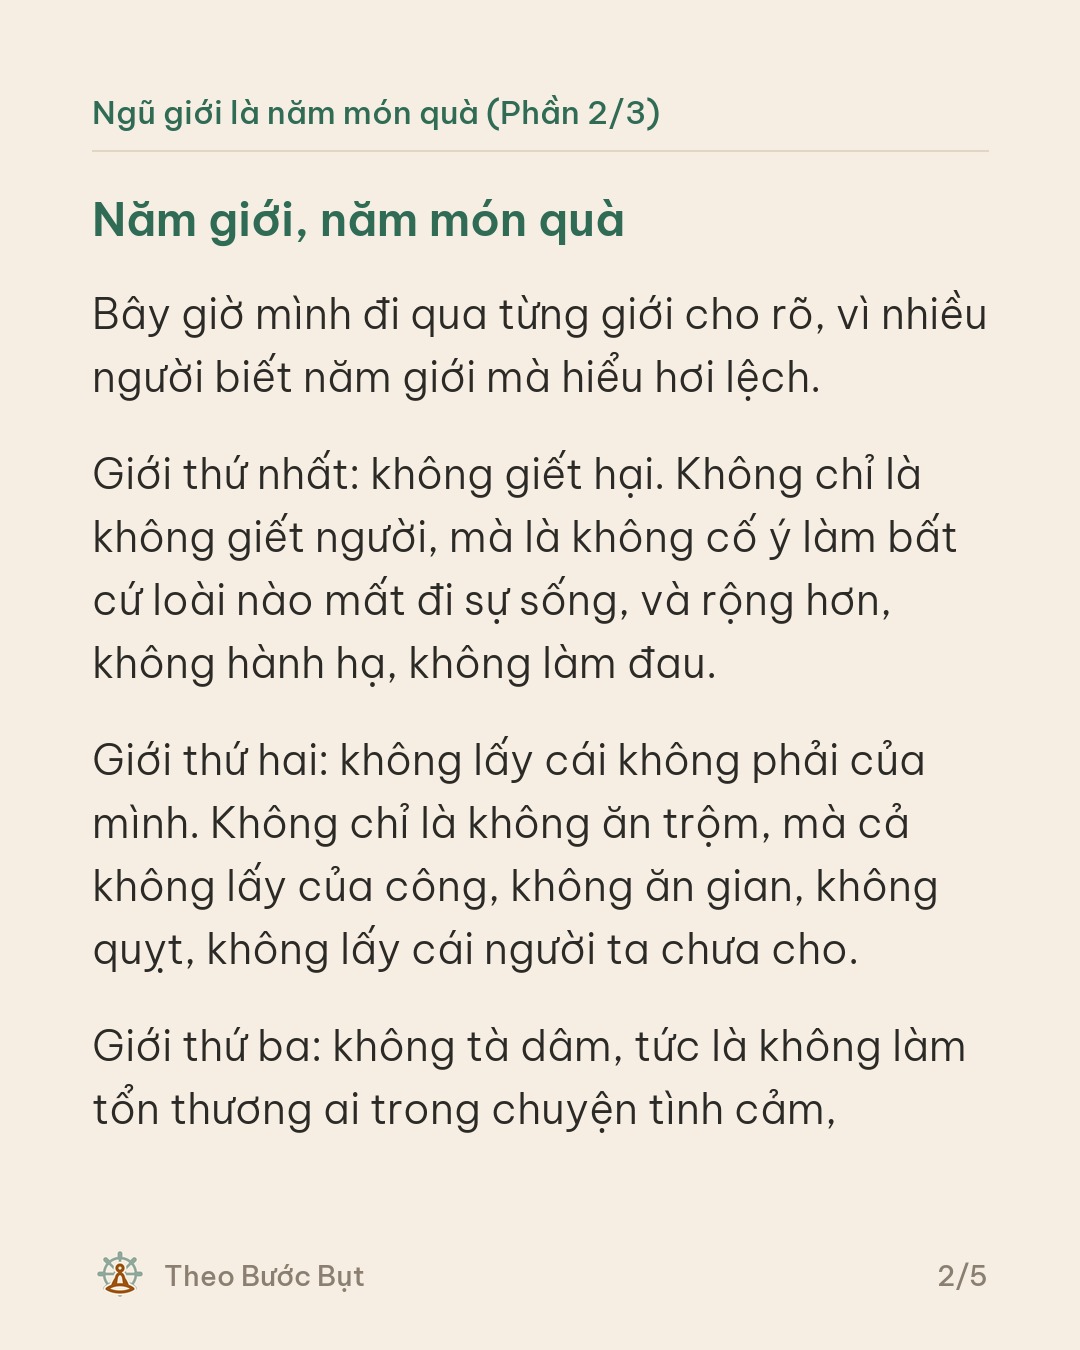 Ngũ giới là năm món quà (Phần 2/3)
Năm giới, năm món quà
Bây giờ mình đi qua từng giới cho rõ, vì nhiều
người biết năm giới mà hiểu hơi lệch.
Giới thứ nhất: không giết hại. Không chỉ là
không giết người, mà là không cố ý làm bất
cứ loài nào mất đi sự sống, và rộng hơn,
không hành hạ, không làm đau.
Giới thứ hai: không lấy cái không phải của
mình. Không chỉ là không ăn trộm, mà cả
không lấy của công, không ăn gian, không
quỵt, không lấy cái người ta chưa cho.
Giới thứ ba: không tà dâm, tức là không làm
tổn thương ai trong chuyện tình cảm,
Theo Bước Bụt
2/5